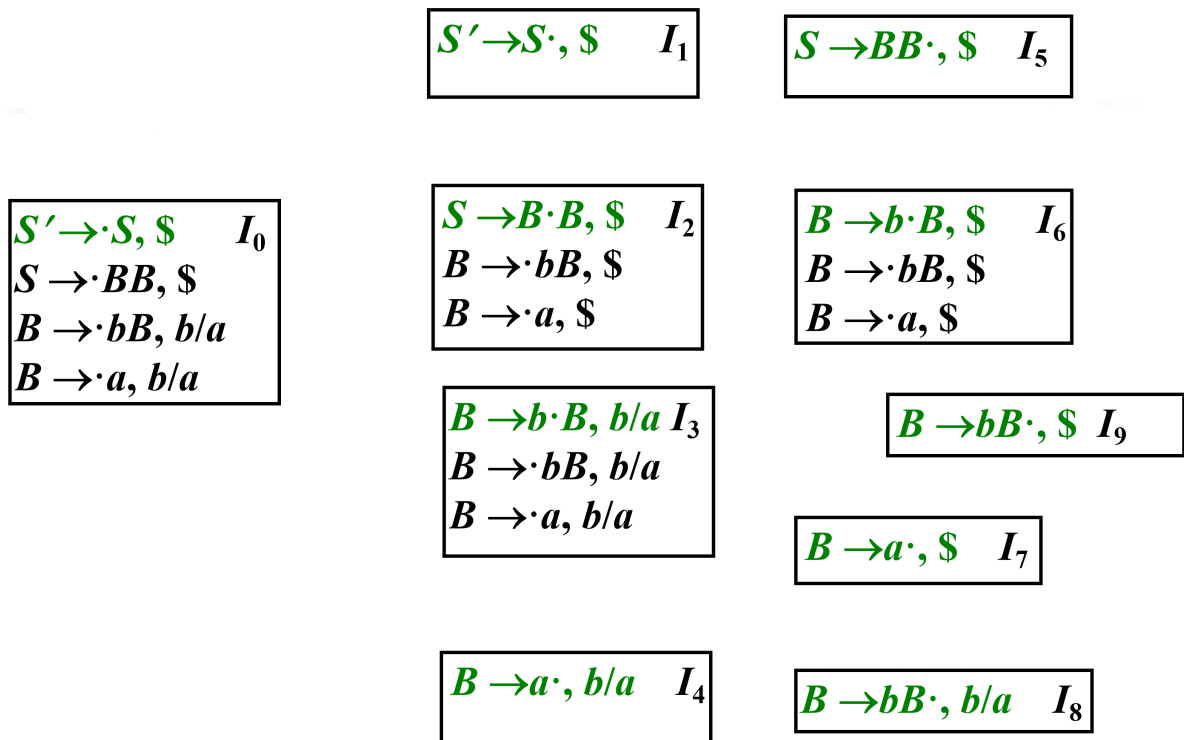 S′→S·, $ I₁
S→BB·, $ I₅
S′→·S, $ I₀
S→·BB, $
B→·bB, b/a
B→·a, b/a
S→B·B, $ I₂
B→·bB, $
B→·a, $
B→b·B, $ I₆
B→·bB, $
B→·a, $
B→b·B, b/a I₃
B→·bB, b/a
B→·a, b/a
B→bB·, $ I₉
B→a·, $ I₇
B→a·, b/a I₄
B→bB·, b/a I₈